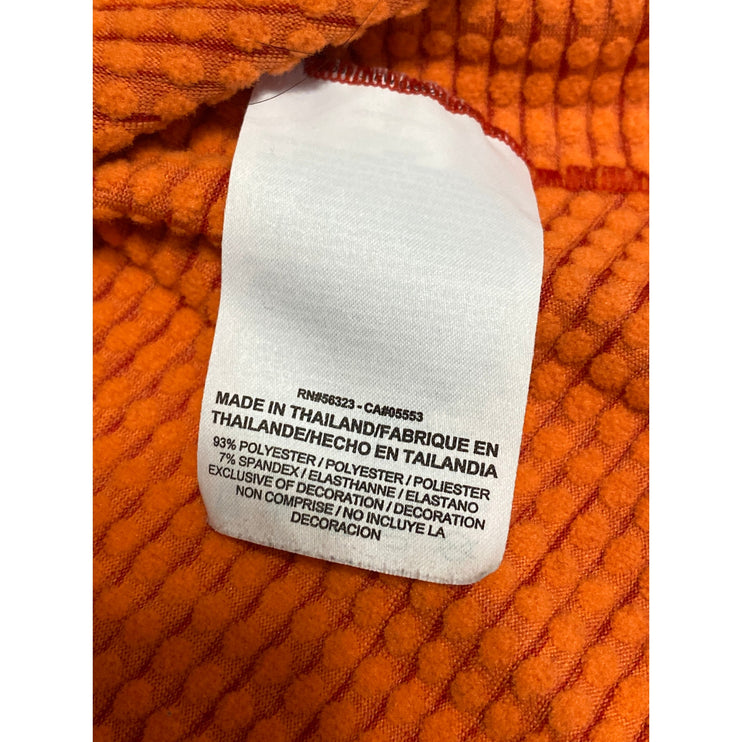 RN#56323 - CA#05553
MADE IN THAILAND/FABRIQUE EN
THAILANDE/HECHO EN TAILANDIA
93% POLYESTER / POLYESTER / POLIESTER
7% SPANDEX / ELASTHANNE / ELASTANO
EXCLUSIVE OF DECORATION / DECORATION
NON COMPRISE / NO INCLUYE LA
DECORACION